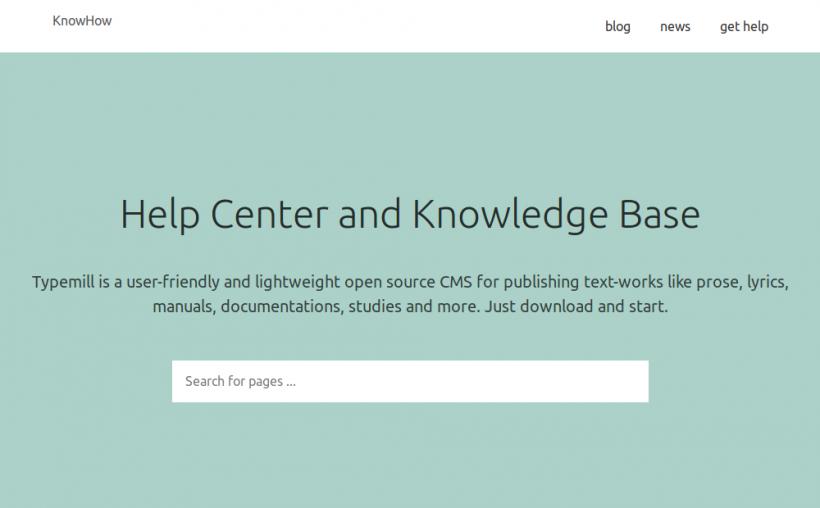 KnowHow
blog news get help
Help Center and Knowledge Base
Typemill is a user-friendly and lightweight open source CMS for publishing text-works like prose, lyrics,
manuals, documentations, studies and more. Just download and start.
Search for pages ...